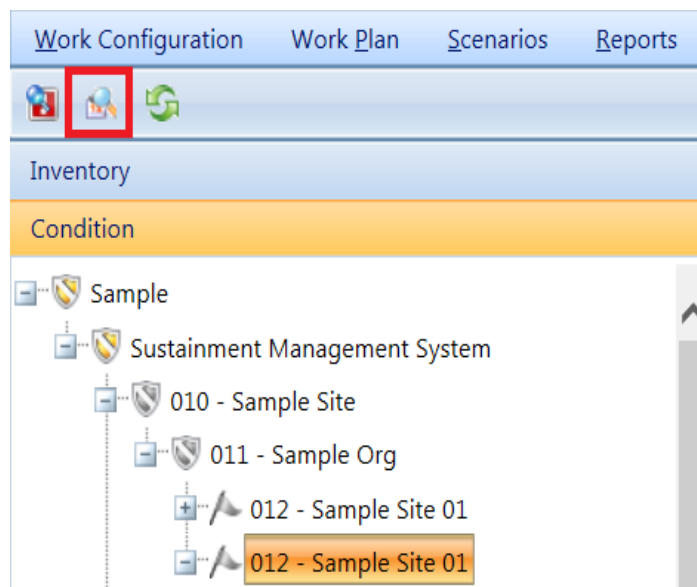 Work Configuration Work Plan Scenarios Reports
Inventory
Condition
Sample
Sustainment Management System
010 - Sample Site
011 - Sample Org
012 - Sample Site 01
012 - Sample Site 01